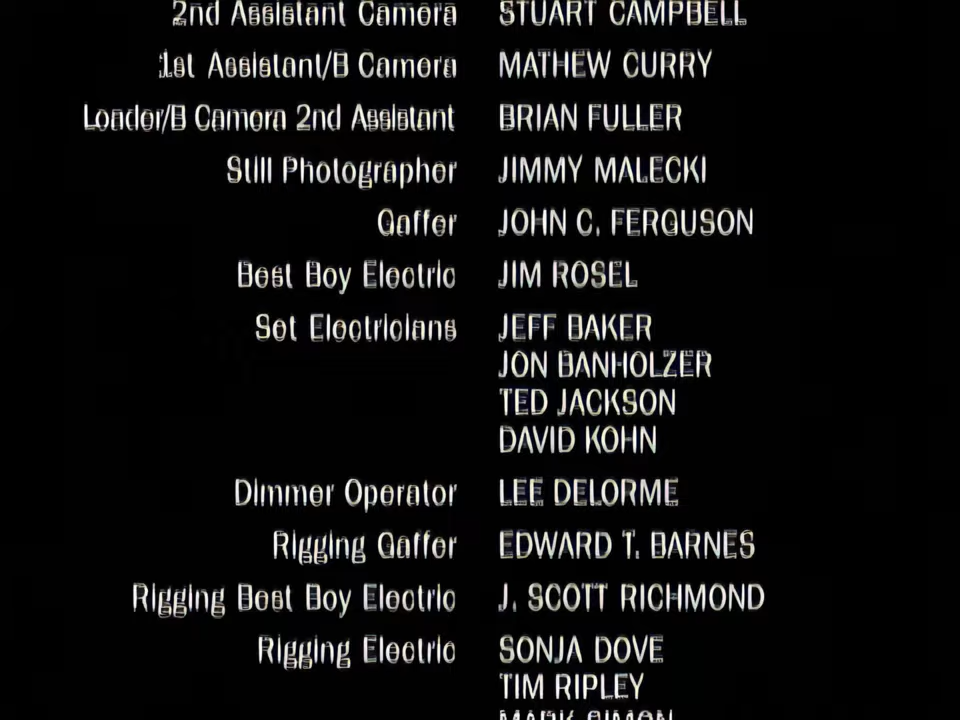 2nd Assistant Camera STUART CAMPBELL
1st Assistant/B Camera MATHEW CURRY
Loader/B Camera 2nd Assistant BRIAN FULLER
Still Photographer JIMMY MALECKI
Gaffer JOHN C. FERGUSON
Best Boy Electric JIM ROSEL
Set Electricians JEFF BAKER
JON BANHOLZER
TED JACKSON
DAVID KOHN
Dimmer Operator LEE DELORME
Rigging Gaffer EDWARD T. BARNES
Rigging Best Boy Electric J. SCOTT RICHMOND
Rigging Electric SONJA DOVE
TIM RIPLEY
MARK SIMON